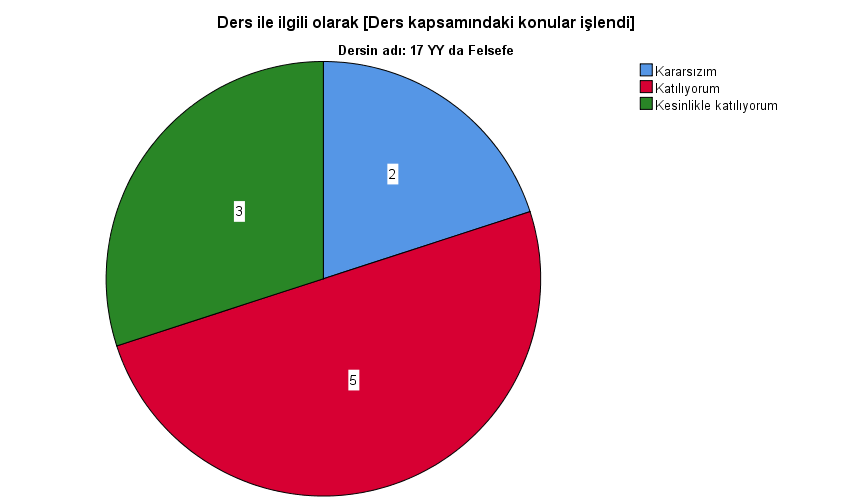 Ders ile ilgili olarak [Ders kapsamındaki konular işlendi]
Dersin adı: 17 YY da Felsefe
Kararsızım
Katılıyorum
Kesinlikle katılıyorum
2
3
5